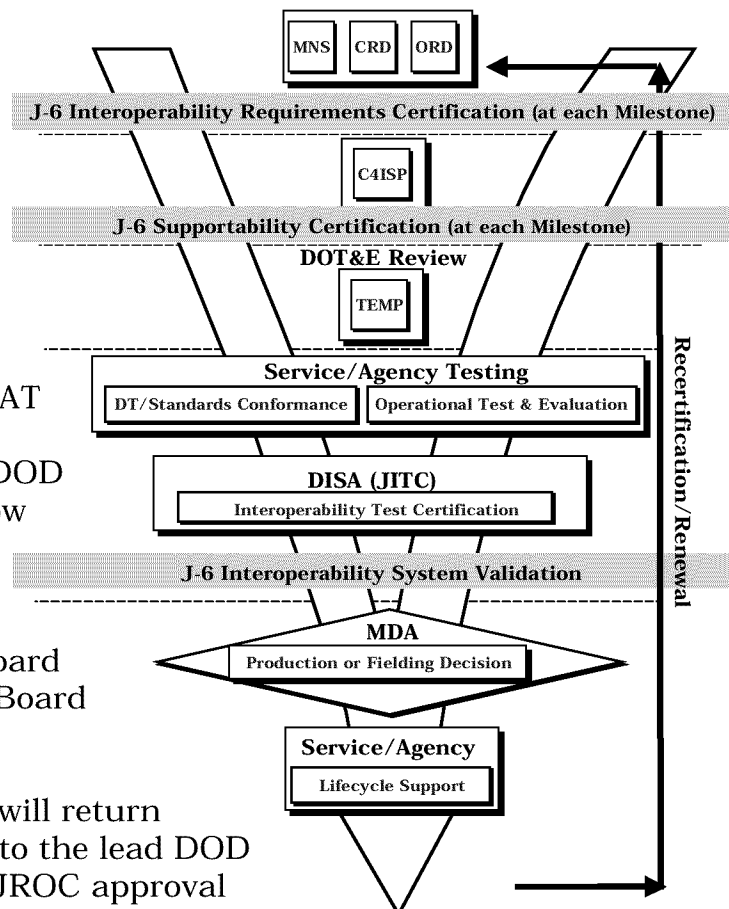 MNS CRD ORD
J-6 Interoperability Requirements Certification (at each Milestone)
C4ISP
J-6 Supportability Certification (at each Milestone)
DOT&E Review
TEMP
Recertification/Renewal
Service/Agency Testing
AT
DT/Standards Conformance Operational Test & Evaluation
DOD
DISA (JITC)
Interoperability Test Certification
J-6 Interoperability System Validation
MDA
oard
Production or Fielding Decision
Board
Service/Agency
Lifecycle Support
will return
to the lead DOD
JROC approval